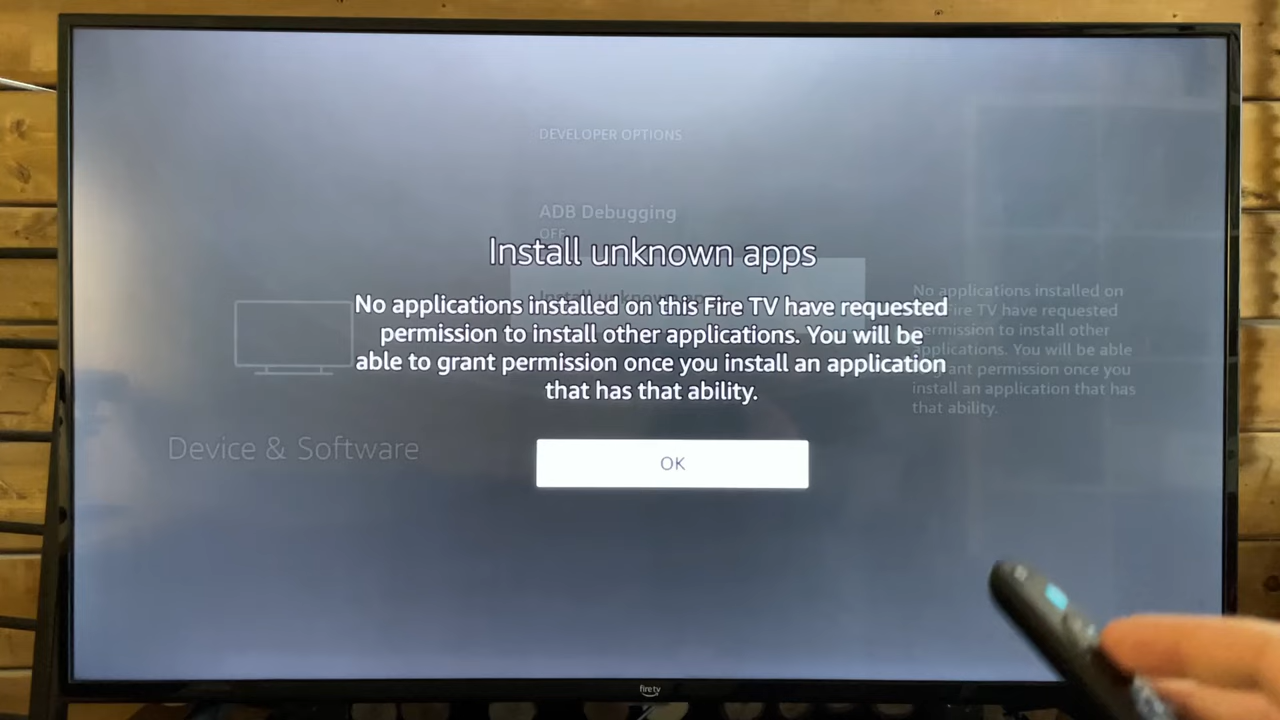 DEVELOPER OPTIONS
ADB Debugging
OFF
Install unknown apps
No applications installed on this Fire TV have requested
permission to install other applications. You will be
able to grant permission once you install an application
that has that ability.
OK
No applications installed on
Fire TV have requested
permission to install other
applications. You will be able
grant permission once you
install an application that has
that ability.
Device & Software
fire tv